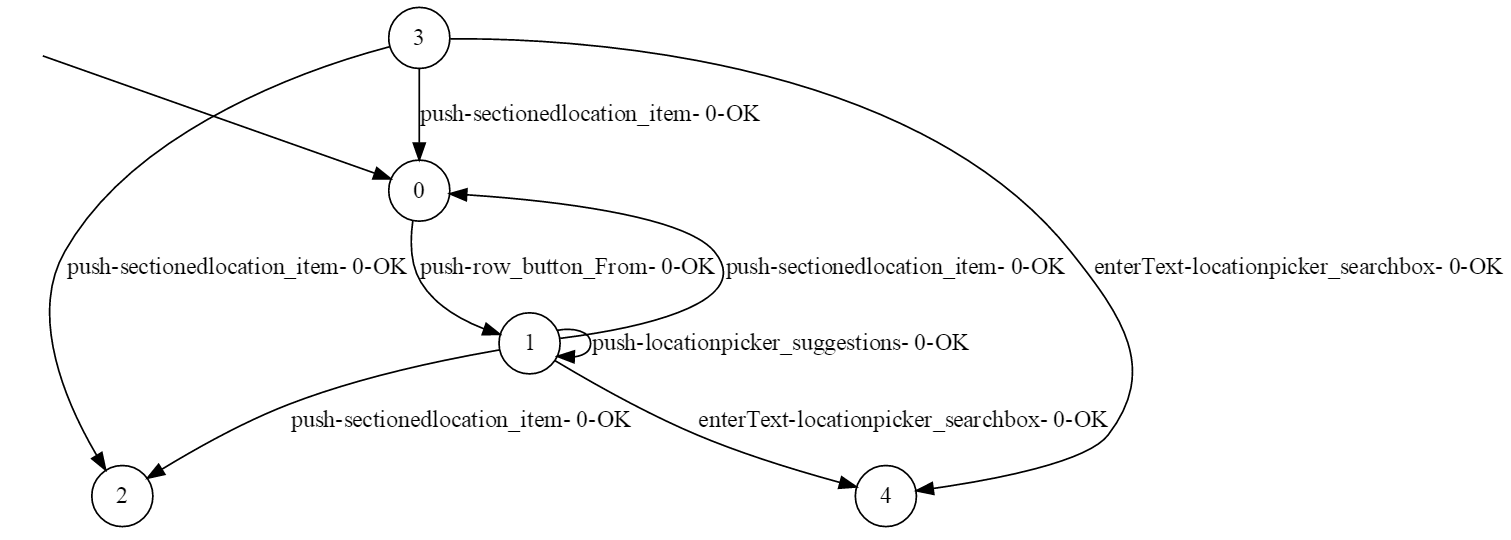 3
push-sectionedlocation_item- 0-OK
0
push-sectionedlocation_item- 0-OK
push-row_button_From- 0-OK
push-sectionedlocation_item- 0-OK
enterText-locationpicker_searchbox- 0-OK
1
push-locationpicker_suggestions- 0-OK
push-sectionedlocation_item- 0-OK
enterText-locationpicker_searchbox- 0-OK
2
4